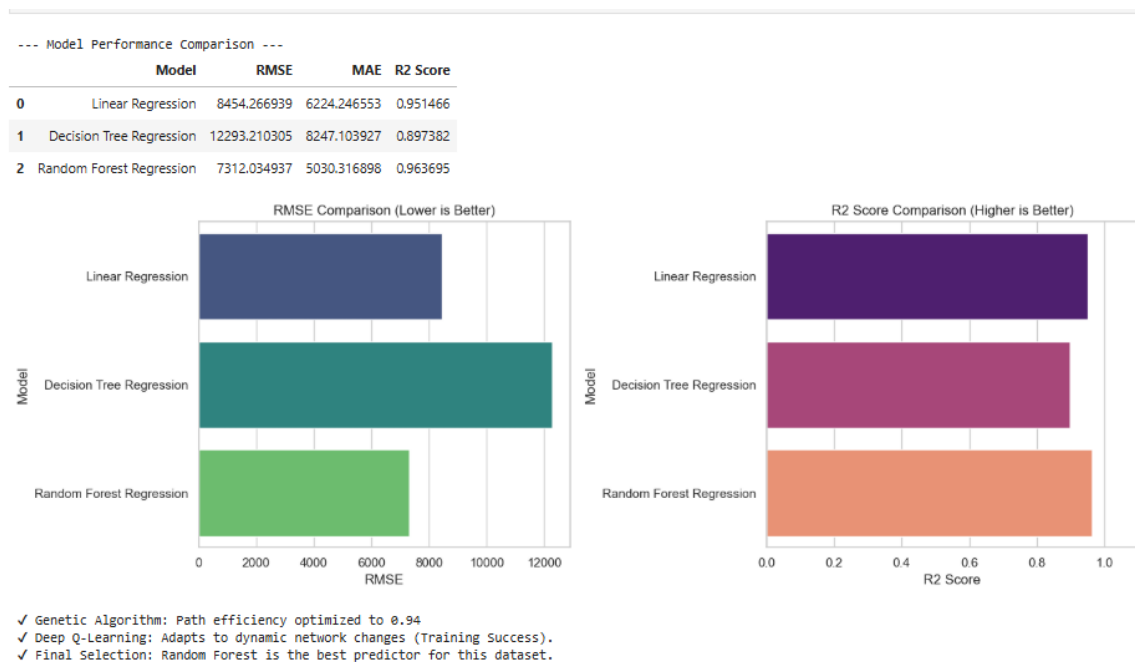 --- Model Performance Comparison ---
Model RMSE MAE R2 Score
0 Linear Regression 8454.266939 6224.246553 0.951466
1 Decision Tree Regression 12293.210305 8247.103927 0.897382
2 Random Forest Regression 7312.034937 5030.316898 0.963695
RMSE Comparison (Lower is Better)
Linear Regression
Decision Tree Regression
Random Forest Regression
Model
0 2000 4000 6000 8000 10000 12000
RMSE
R2 Score Comparison (Higher is Better)
Linear Regression
Decision Tree Regression
Random Forest Regression
Model
0.0 0.2 0.4 0.6 0.8 1.0
R2 Score
✓ Genetic Algorithm: Path efficiency optimized to 0.94
✓ Deep Q-Learning: Adapts to dynamic network changes (Training Success).
✓ Final Selection: Random Forest is the best predictor for this dataset.